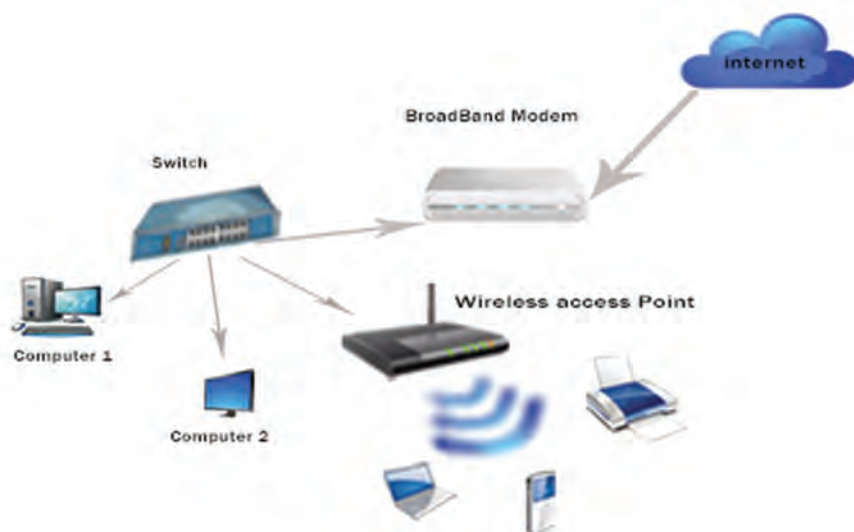 internet
BroadBand Modem
Switch
Wireless access Point
Computer 1
Computer 2